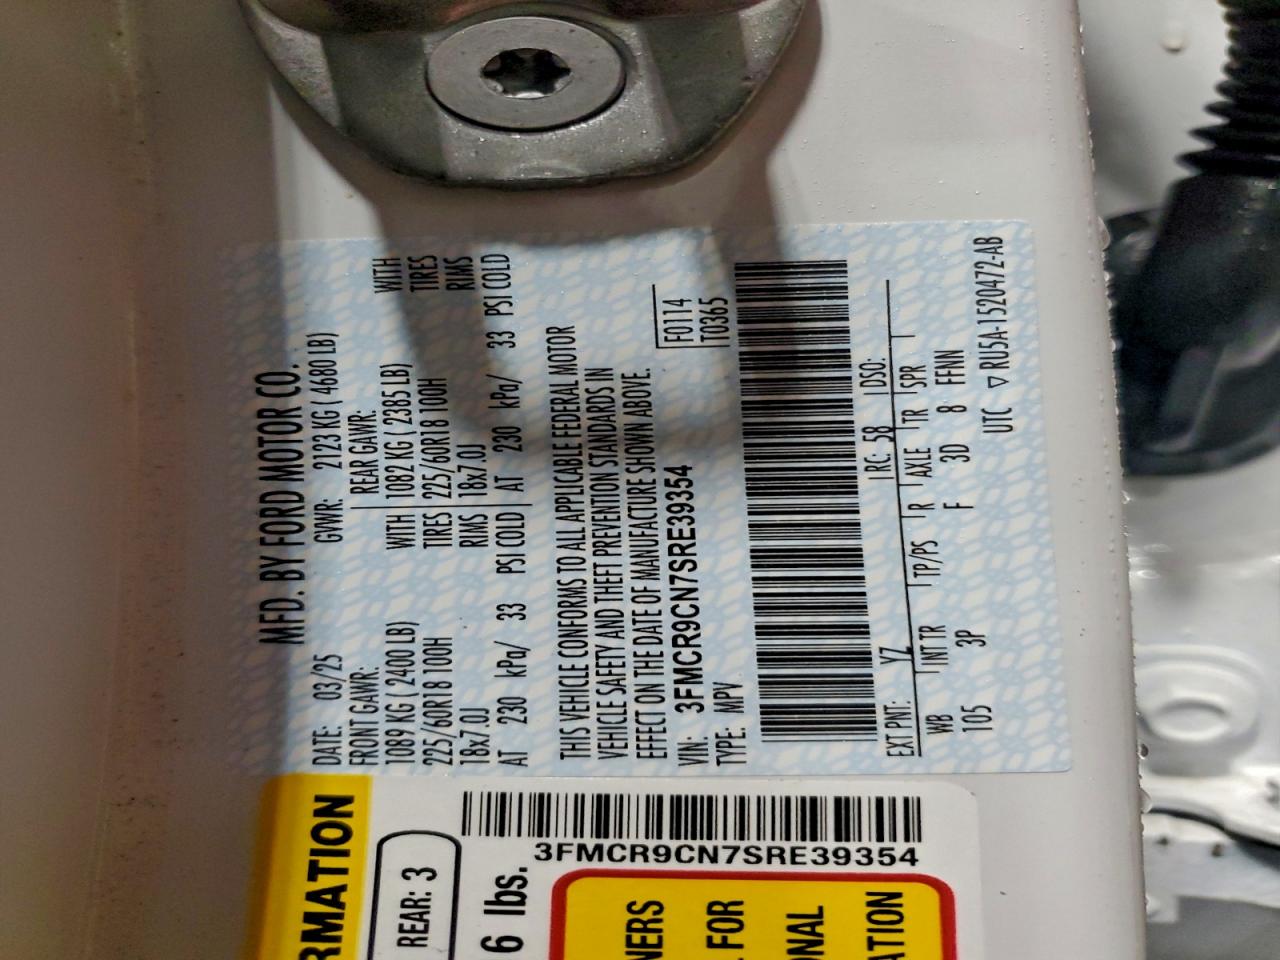 MFD. BY FORD MOTOR CO.
DATE: 03/25 GWVR: 2123 KG ( 4680 LB)
FRONT GAWR: REAR GAWR:
1089 KG ( 2400 LB) WITH 1082 KG ( 2385 LB) WITH
225/60R18 100H TIRES 225/60R18 100H TIRES
18x7.0J RIMS 18x7.0J RIMS
AT 230 kPa/ 33 PSI COLD AT 230 kPa/ 33 PSI COLD
THIS VEHICLE CONFORMS TO ALL APPLICABLE FEDERAL MOTOR
VEHICLE SAFETY AND THEFT PREVENTION STANDARDS IN
EFFECT ON THE DATE OF MANUFACTURE SHOWN ABOVE.
VIN: 3FMCR9CN7SRE39354 F0114
TYPE: MPV T0365
EXT PNT: YZ RC: 58 DSO:
WB INT TR TP/PS R AXLE TR SPR
105 3P F 3D 8 FFNN
UTC ▽ RU5A-1520472-AB
RMATION
REAR: 3
6 lbs.
3FMCR9CN7SRE39354
NERS
FOR
ONAL
ATION